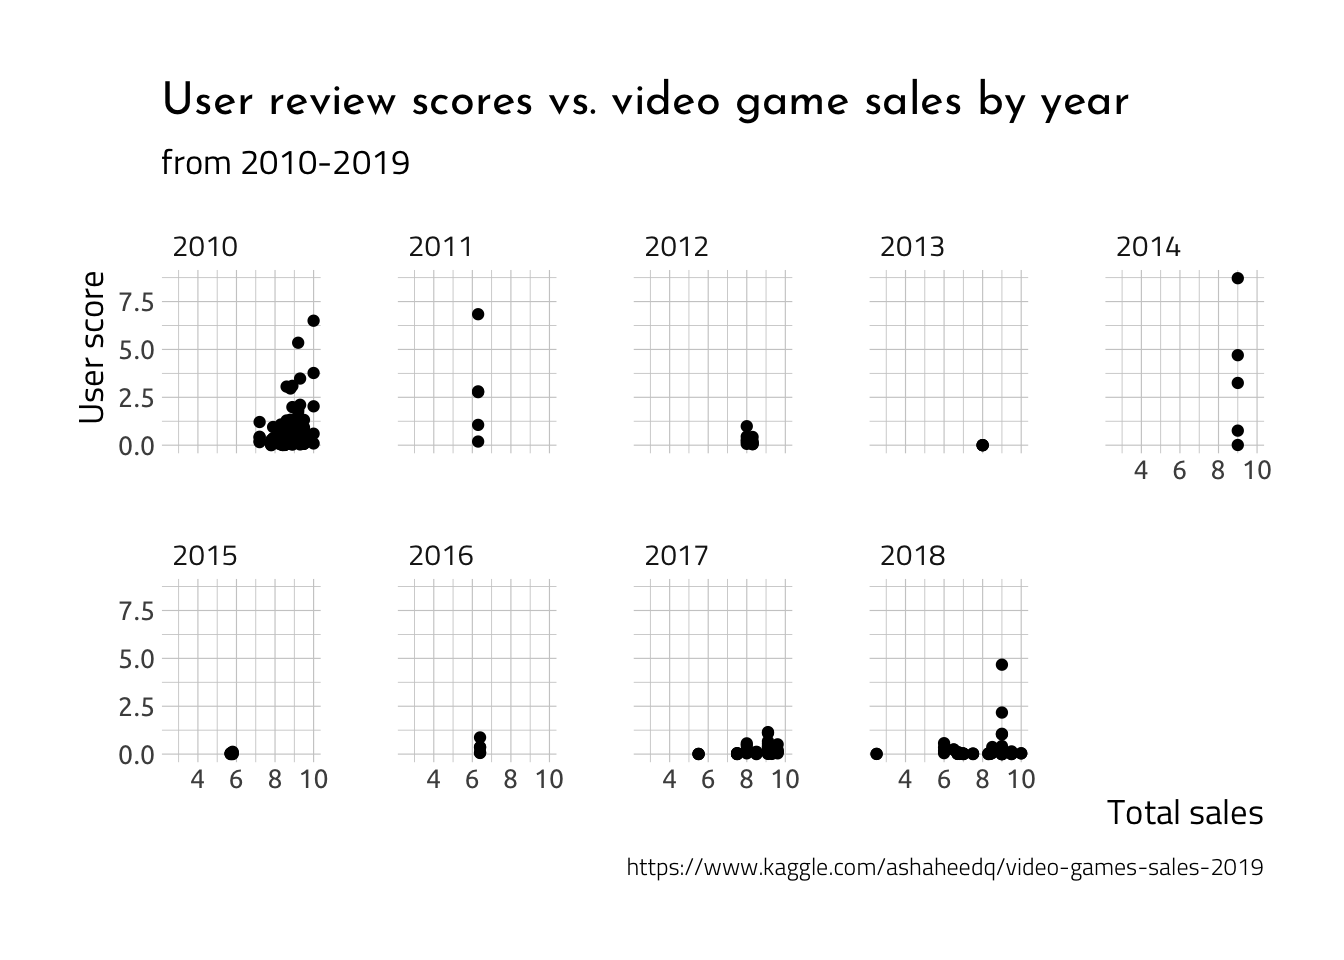 User review scores vs. video game sales by year
from 2010-2019
2010 2011 2012 2013 2014
User score
7.5
5.0
2.5
0.0
4 6 8 10
2015 2016 2017 2018
7.5
5.0
2.5
0.0
4 6 8 10 4 6 8 10 4 6 8 10 4 6 8 10
Total sales
https://www.kaggle.com/ashaheedq/video-games-sales-2019